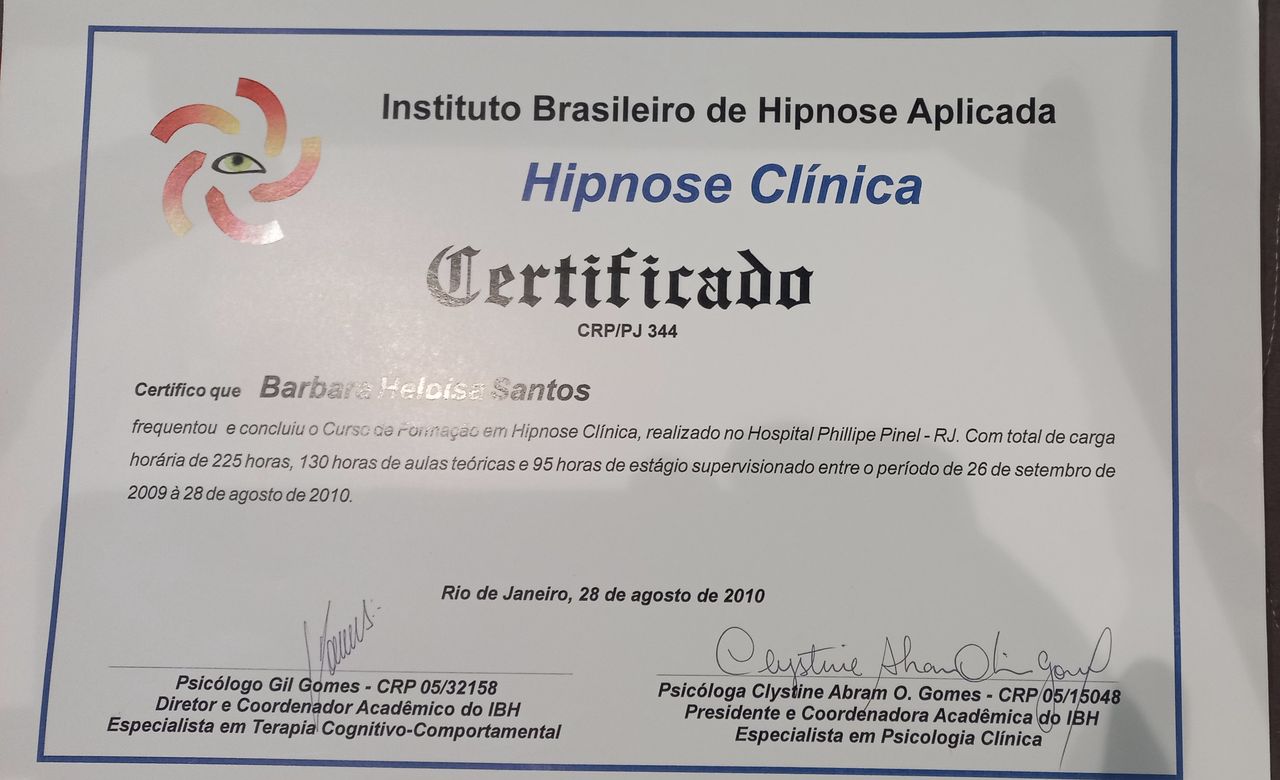 Instituto Brasileiro de Hipnose Aplicada
Hipnose Clínica
Certificado
CRP/PJ 344
Certifico que Barbara Heloísa Santos
frequentou e concluiu o Curso de Formação em Hipnose Clínica, realizado no Hospital Phillipe Pinel - RJ. Com total de carga
horária de 225 horas, 130 horas de aulas teóricas e 95 horas de estágio supervisionado entre o período de 26 de setembro de
2009 à 28 de agosto de 2010.
Rio de Janeiro, 28 de agosto de 2010
Psicólogo Gil Gomes - CRP 05/32158
Diretor e Coordenador Acadêmico do IBH
Especialista em Terapia Cognitivo-Comportamental
Psicóloga Clystine Abram O. Gomes - CRP 05/15048
Presidente e Coordenadora Acadêmica do IBH
Especialista em Psicologia Clínica